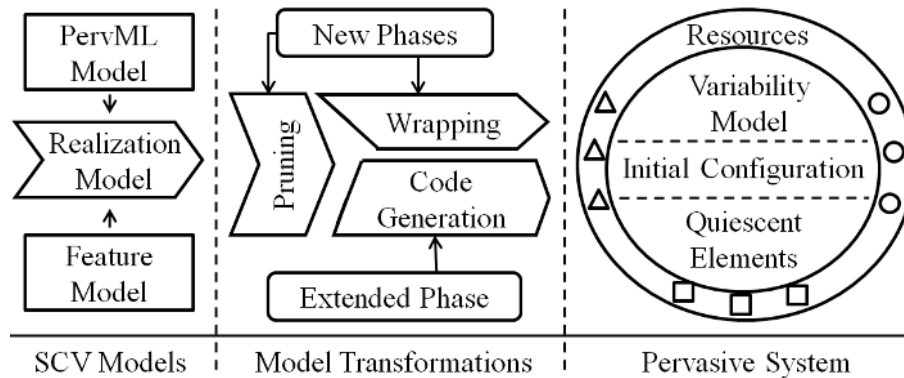 PervML
Model
Realization
Model
Feature
Model
SCV Models
New Phases
Pruning
Wrapping
Code
Generation
Extended Phase
Model Transformations
Resources
Variability
Model
Initial Configuration
Quiescent
Elements
Pervasive System